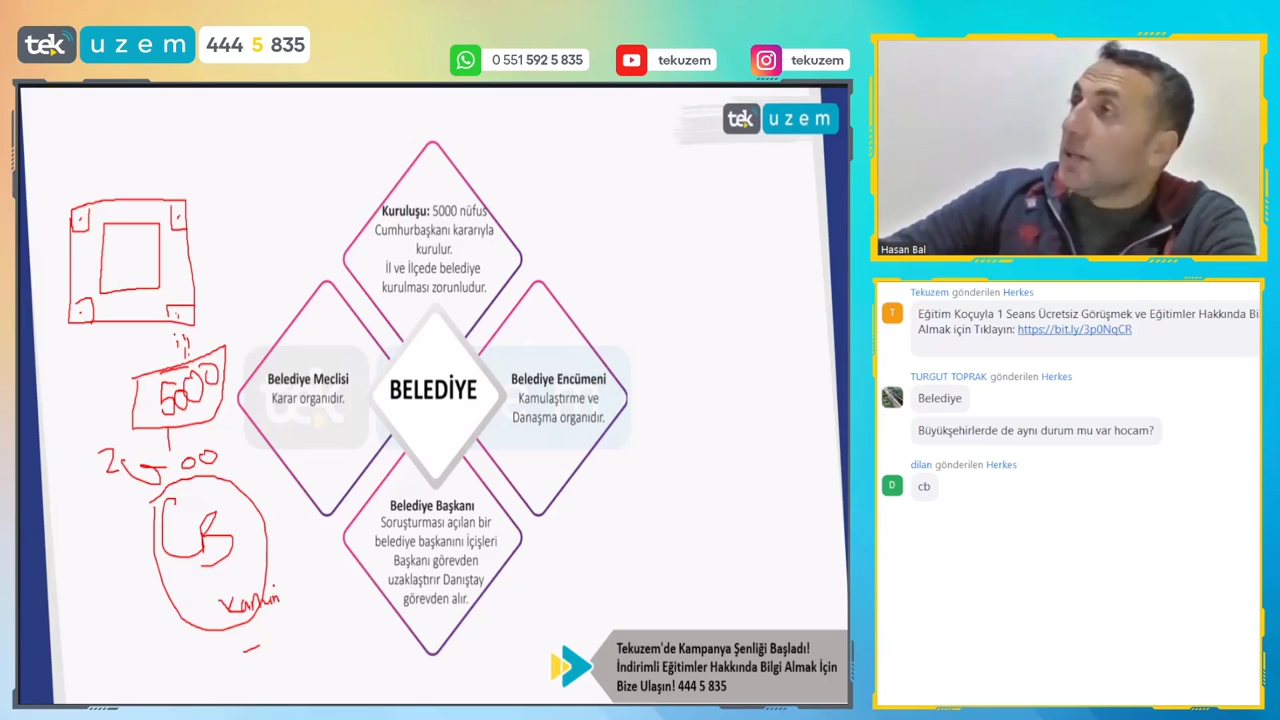 tek
uzem
444 5 835
0 551 592 5 835
tekuzem
tekuzem
tek
uzem
Kuruluşu: 5000 nüfus
Cumhurbaşkanı kararıyla
kurulur.
İl ve İlçede belediye
kurulması zorunludur.
Belediye Meclisi
Karar organıdır.
BELEDİYE
Belediye Encümeni
Kamulaştırme ve
Danaşma organıdır.
Belediye Başkanı
Soruşturması açılan bir
belediye başkanını İçişleri
Başkanı görevden
uzaklaştırır Danıştay
görevden alır.
5000
CB
Kanun
Tekuzem'de Kampanya Şenliği Başladı!
İndirimli Eğitimler Hakkında Bilgi Almak İçin
Bize Ulaşın! 444 5 835
Hasan Bal
Tekuzem gönderilen Herkes
T
Eğitim Koçuyla 1 Seans Ücretsiz Görüşmek ve Eğitimler Hakkında Bi
Almak için Tıklayın: https://bit.ly/3p0NqCR
TURGUT TOPRAK gönderilen Herkes
Belediye
Büyükşehirlerde de aynı durum mu var hocam?
dilan gönderilen Herkes
D
cb